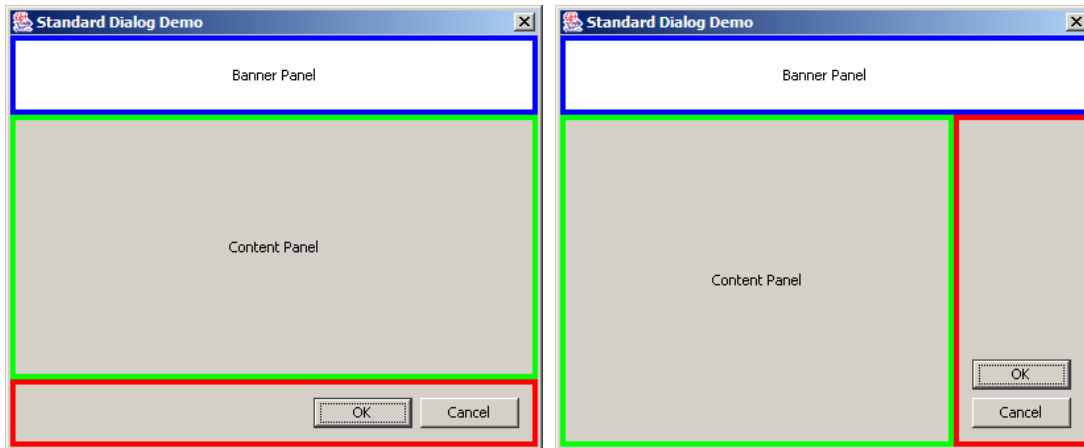 Standard Dialog Demo
Banner Panel
Content Panel
OK Cancel
Standard Dialog Demo
Banner Panel
Content Panel
OK
Cancel